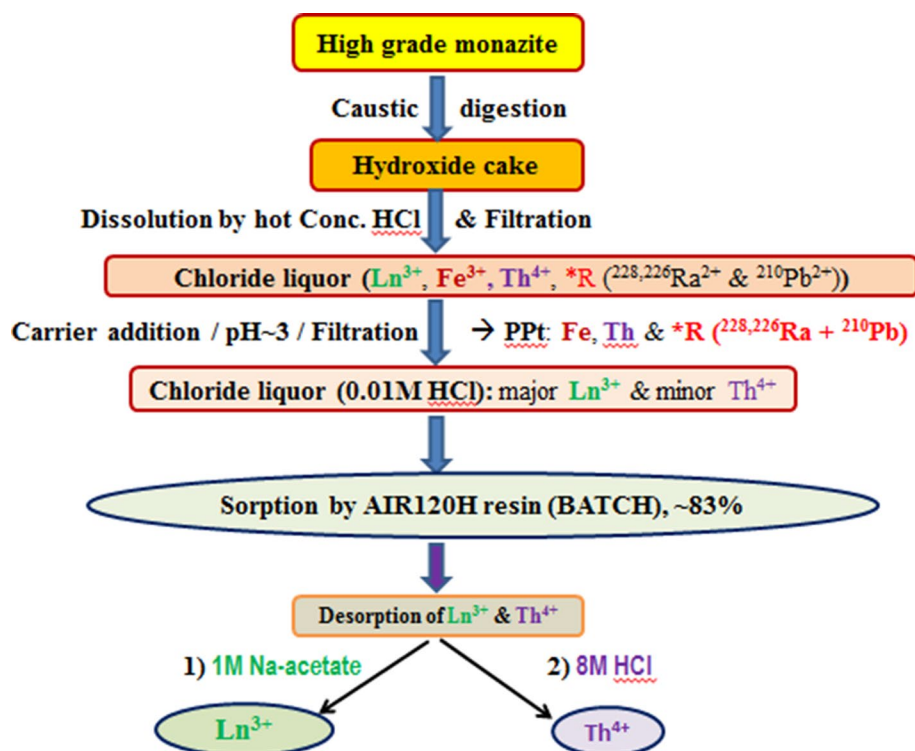 High grade monazite
Caustic digestion
Hydroxide cake
Dissolution by hot Conc. HCl & Filtration
Chloride liquor (Ln³⁺, Fe³⁺, Th⁴⁺, *R (²²⁸,²²⁶Ra²⁺ & ²¹⁰Pb²⁺))
Carrier addition / pH~3 / Filtration → PPt: Fe, Th & *R (²²⁸,²²⁶Ra + ²¹⁰Pb)
Chloride liquor (0.01M HCl): major Ln³⁺ & minor Th⁴⁺
Sorption by AIR120H resin (BATCH), ~83%
Desorption of Ln³⁺ & Th⁴⁺
1) 1M Na-acetate 2) 8M HCl
Ln³⁺ Th⁴⁺